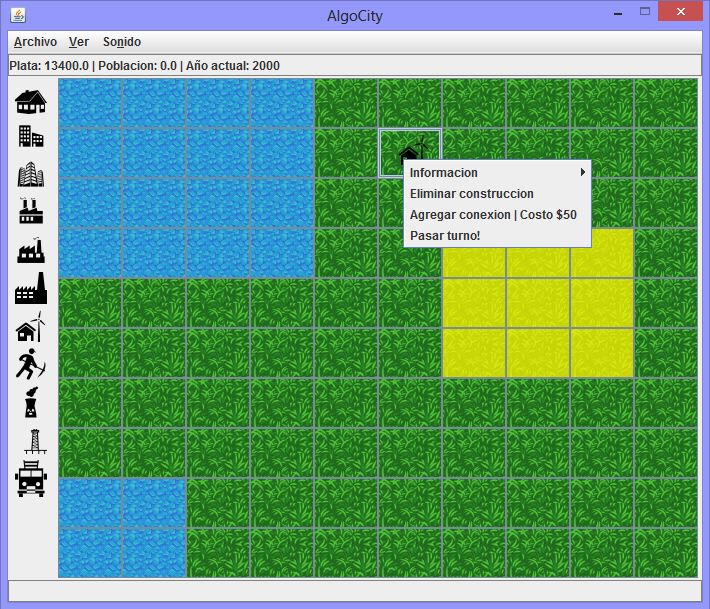 AlgoCity
Archivo Ver Sonido
Plata: 13400.0 | Poblacion: 0.0 | Año actual: 2000
Informacion
Eliminar construccion
Agregar conexion | Costo $50
Pasar turno!